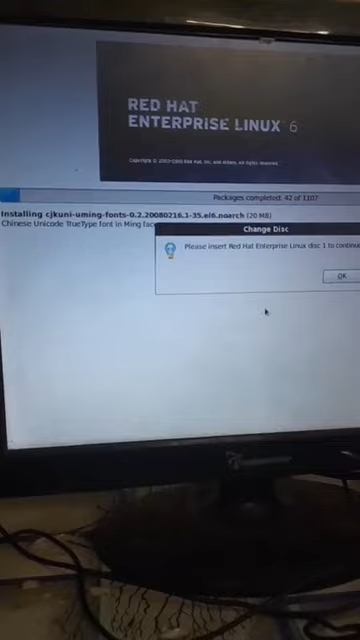 RED HAT
ENTERPRISE LINUX 6
Packages completed: 42 of 1107
Installing cjkuni-uming-fonts-0.2.20080216.1-35.el6.noarch (20 MB)
Chinese Unicode TrueType font in Ming fac
Change Disc
Please insert Red Hat Enterprise Linux disc 1 to continue
OK